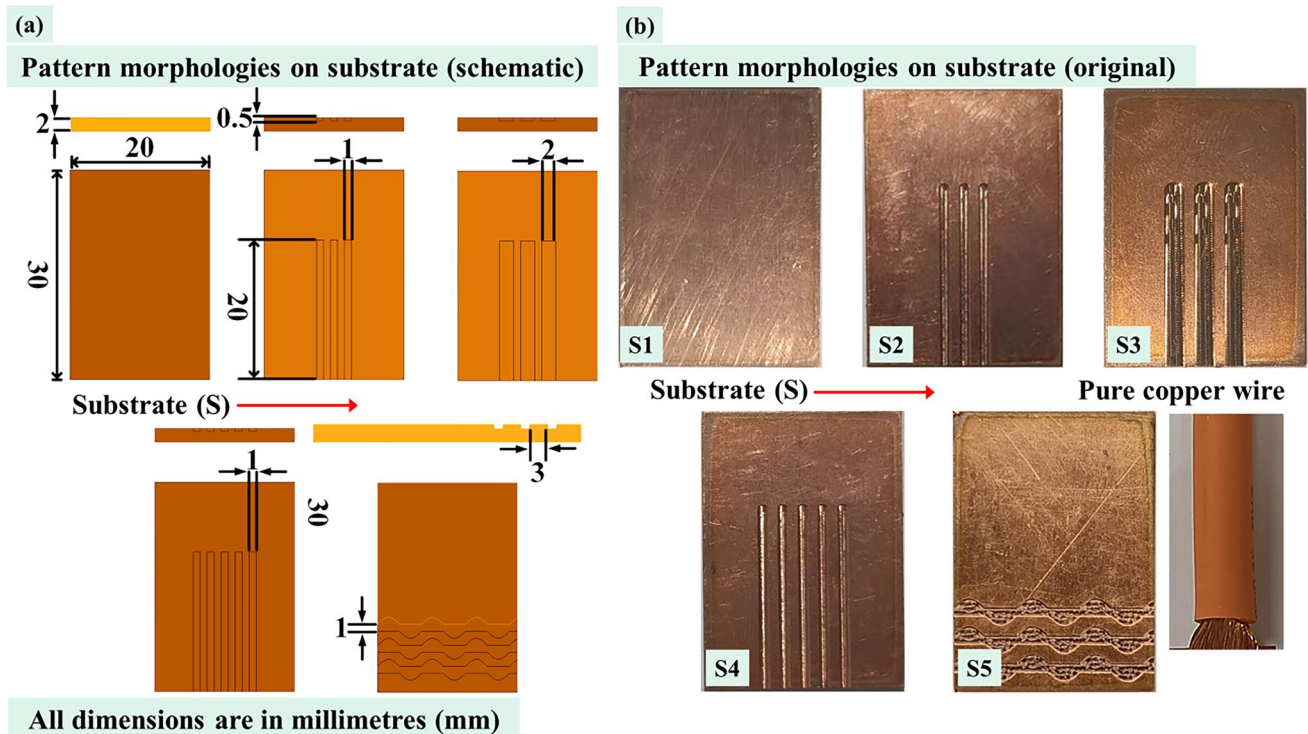 (a)
Pattern morphologies on substrate (schematic)
2
20
30
0.5
1
20
2
Substrate (S)
1
30
3
1
All dimensions are in millimetres (mm)
(b)
Pattern morphologies on substrate (original)
S1
S2
S3
Substrate (S)
Pure copper wire
S4
S5